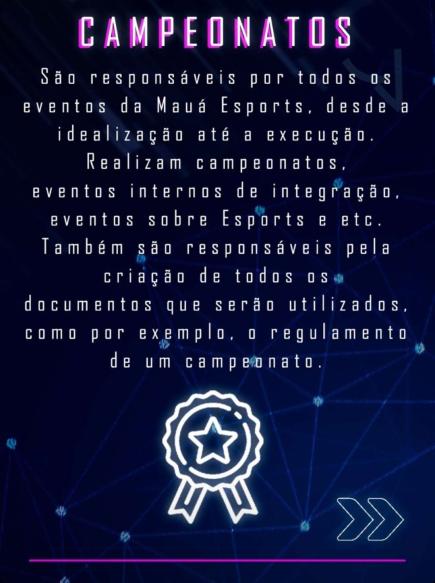 CAMPEONATOS
São responsáveis por todos os
eventos da Mauá Esports, desde a
idealização até a execução.
Realizam campeonatos,
eventos internos de integração,
eventos sobre Esports e etc.
Também são responsáveis pela
criação de todos os
documentos que serão utilizados,
como por exemplo, o regulamento
de um campeonato.